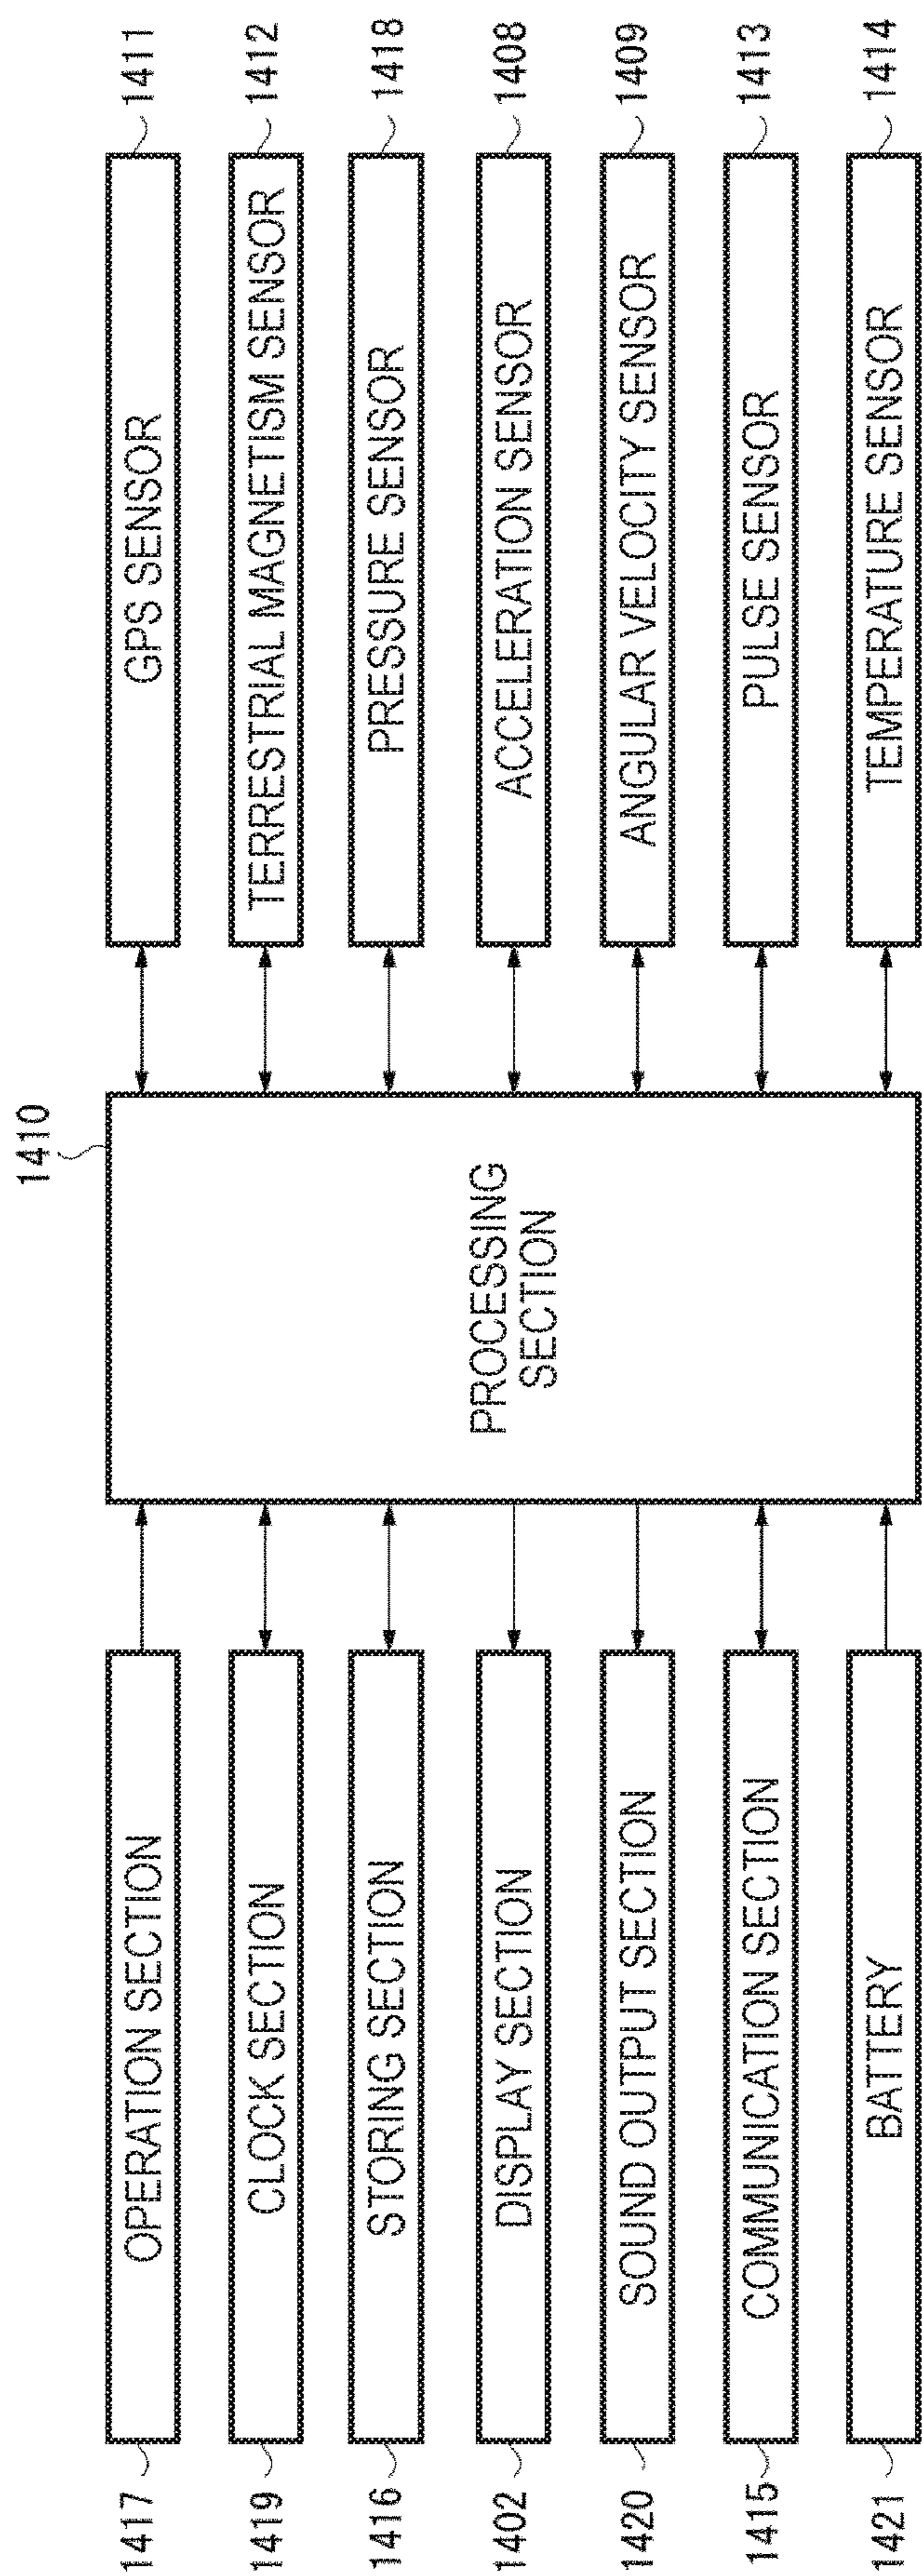 1410
1417
OPERATION SECTION
1419
CLOCK SECTION
1416
STORING SECTION
1402
DISPLAY SECTION
1420
SOUND OUTPUT SECTION
1415
COMMUNICATION SECTION
1421
BATTERY
PROCESSING
SECTION
GPS SENSOR
1411
TERRESTRIAL MAGNETISM SENSOR
1412
PRESSURE SENSOR
1418
ACCELERATION SENSOR
1408
ANGULAR VELOCITY SENSOR
1409
PULSE SENSOR
1413
TEMPERATURE SENSOR
1414